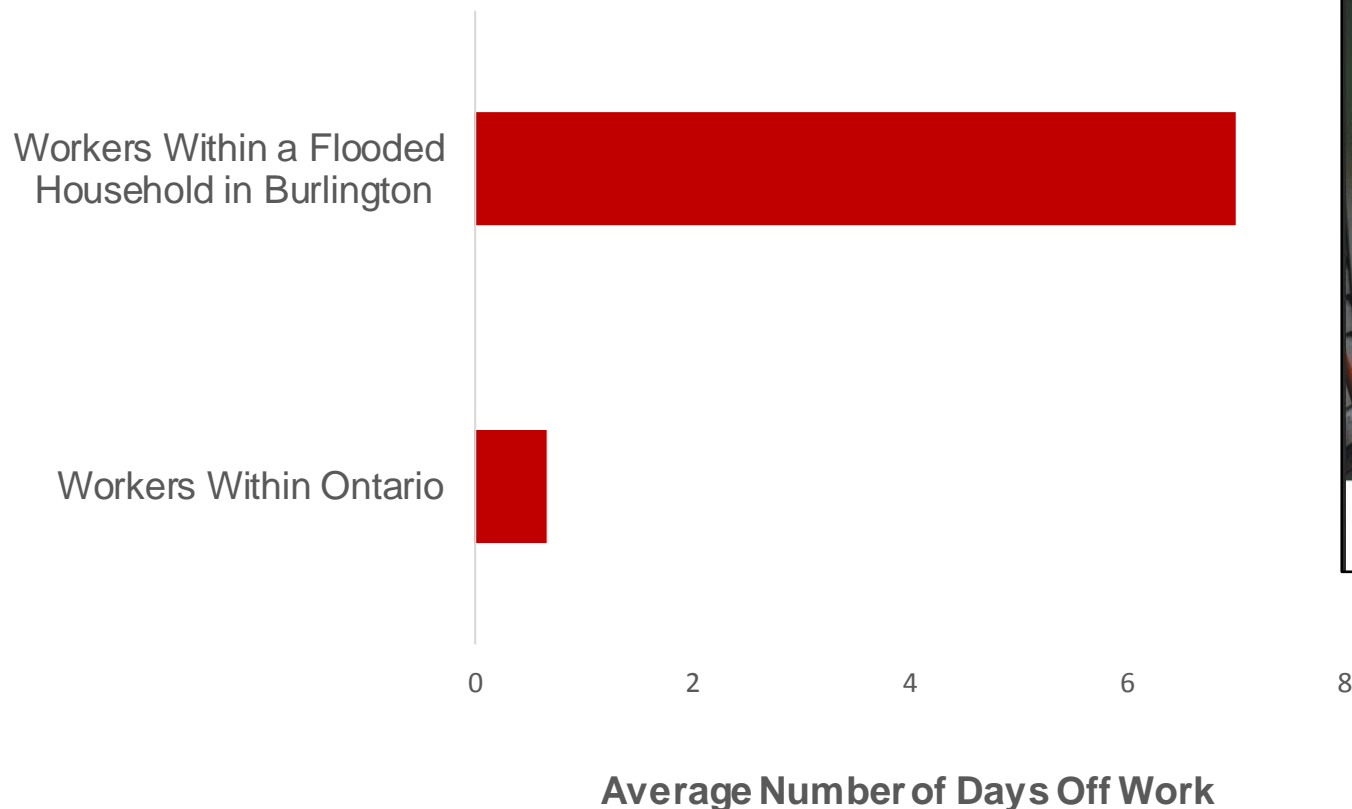 Workers Within a Flooded
Household in Burlington
Workers Within Ontario
0 2 4 6 8
Average Number of Days Off Work